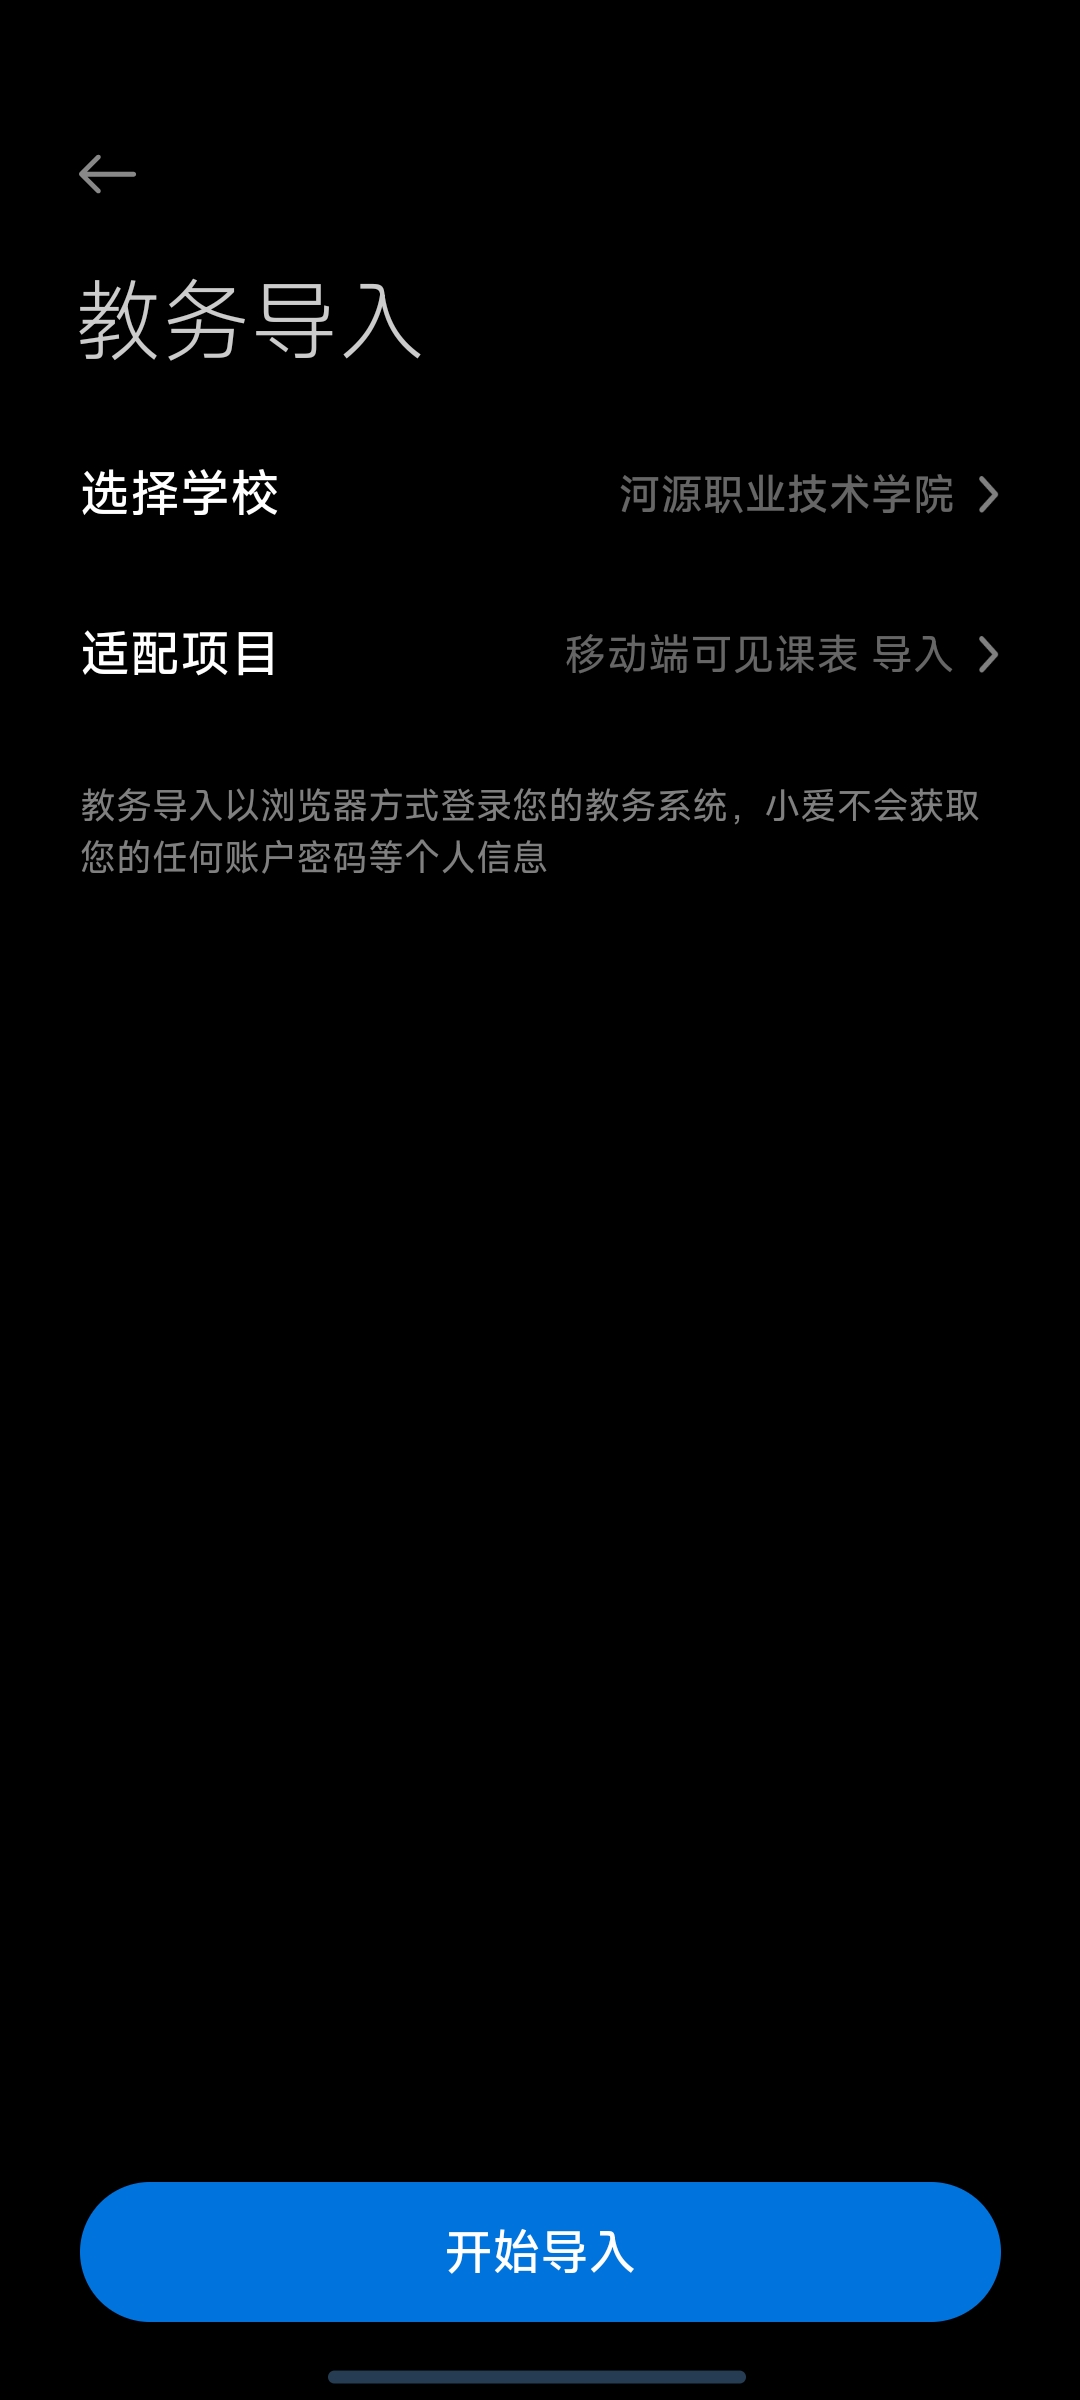 教务导入
选择学校 河源职业技术学院
适配项目 移动端可见课表 导入
教务导入以浏览器方式登录您的教务系统，小爱不会获取
您的任何账户密码等个人信息
开始导入